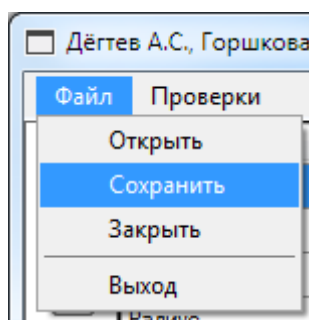 Дёгтев А.С., Горшкова
Файл Проверки
Открыть
Сохранить
Закрыть
Выход